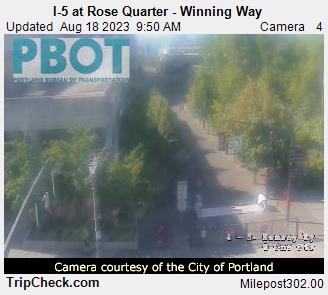 I-5 at Rose Quarter - Winning Way
Updated Aug 18 2023 9:50 AM Camera 4
PBOT
PORTLAND BUREAU OF TRANSPORTATION
Camera courtesy of the City of Portland
TripCheck.com Milepost302.00